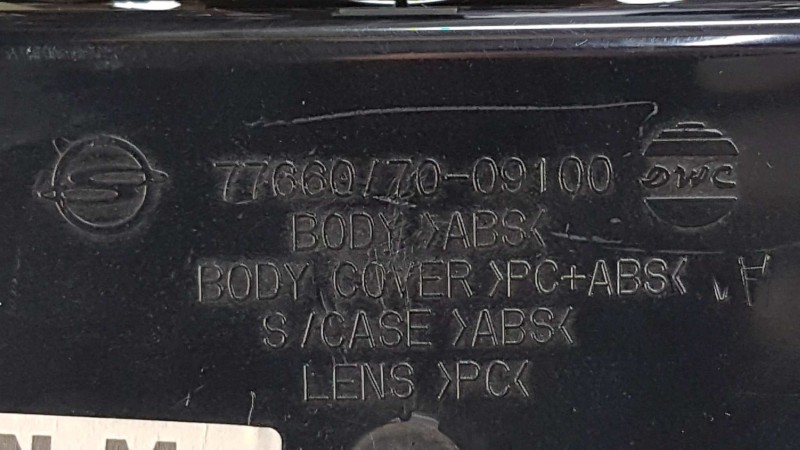 77660/70-09100
BODY >ABS<
BODY COVER >PC+ABS<
S/CASE >ABS<
LENS >PC<